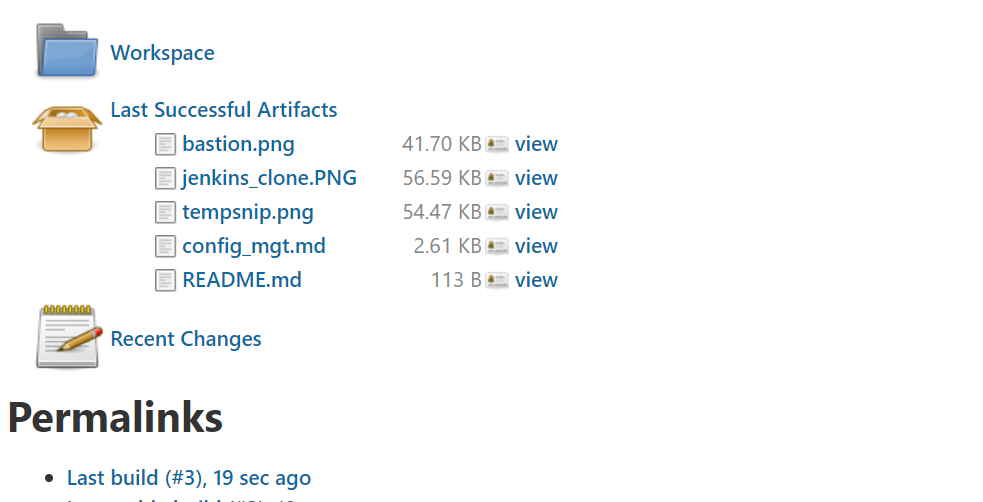 Workspace
Last Successful Artifacts
bastion.png 41.70 KB view
jenkins_clone.PNG 56.59 KB view
tempsnip.png 54.47 KB view
config_mgt.md 2.61 KB view
README.md 113 B view
Recent Changes
Permalinks
Last build (#3), 19 sec ago